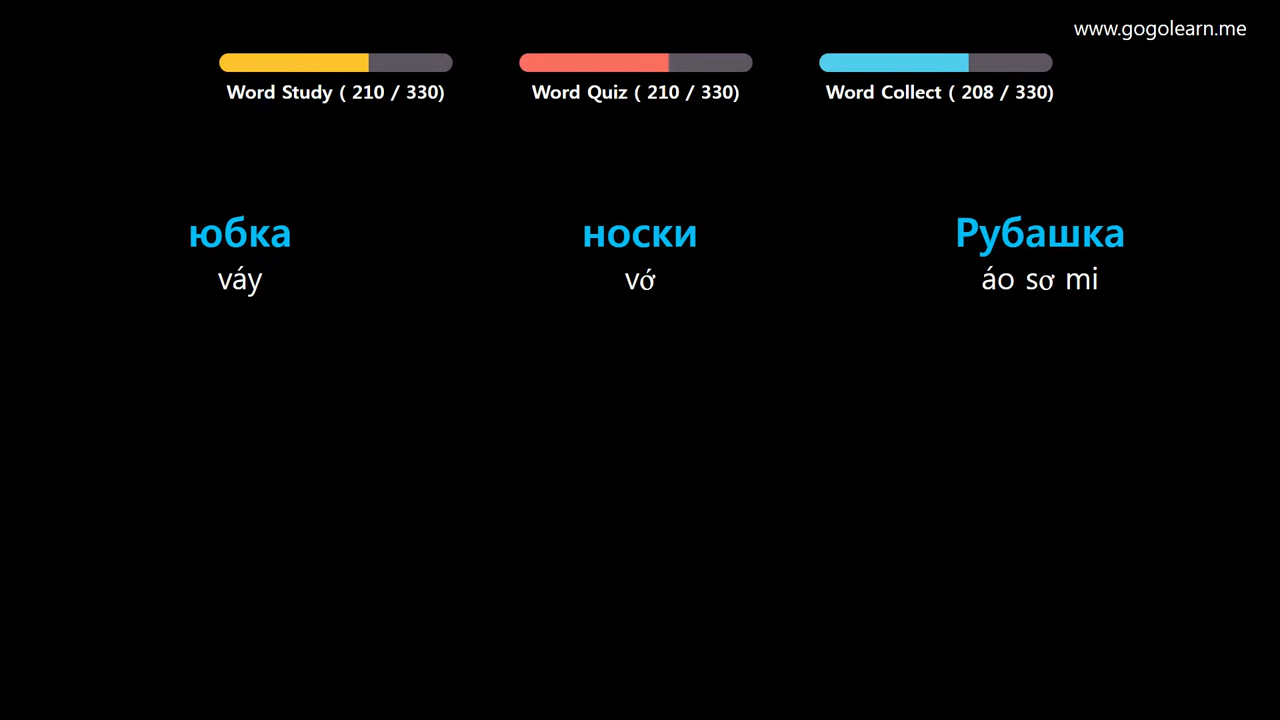 www.gogolearn.me
Word Study ( 210 / 330)
Word Quiz ( 210 / 330)
Word Collect ( 208 / 330)
юбка
váy
носки
vớ
Рубашка
áo sơ mi